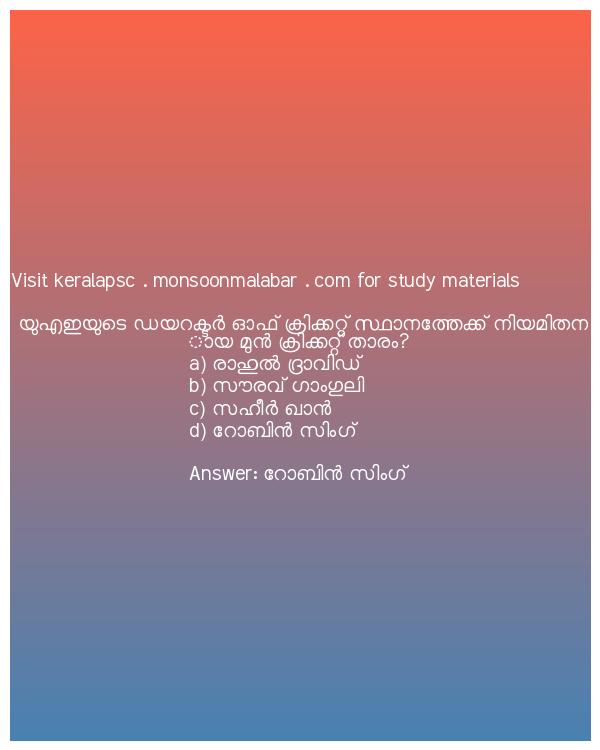 Visit keralapsc . monsoonmalabar . com for study materials
യുഎഇയുടെ ഡയറക്ടർ ഓഫ് ക്രിക്കറ്റ് സ്ഥാനത്തേക്ക് നിയമിതന
ായ മുൻ ക്രിക്കറ്റ് താരം?
a) രാഹുൽ ദ്രാവിഡ്
b) സൗരവ് ഗാംഗുലി
c) സഹീർ ഖാൻ
d) റോബിൻ സിംഗ്
Answer: റോബിൻ സിംഗ്